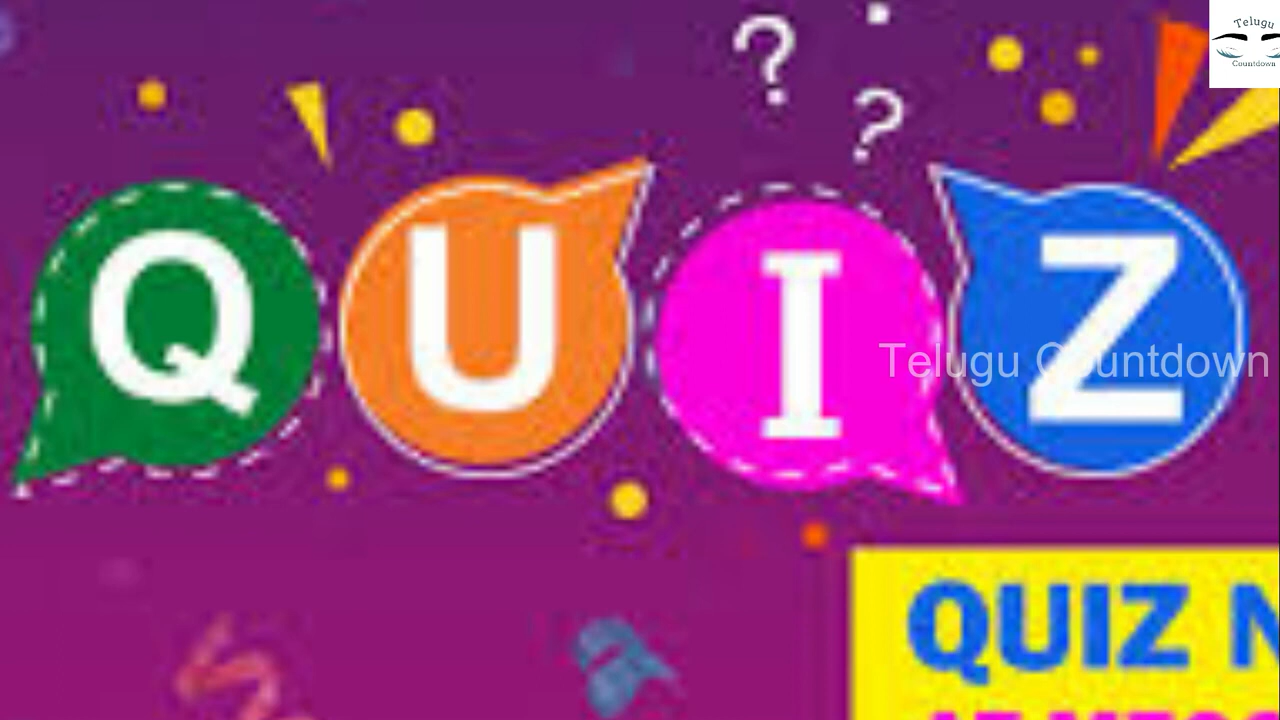 Telugu
Countdown
? ?
QUIZ
Telugu Countdown
QUIZ N